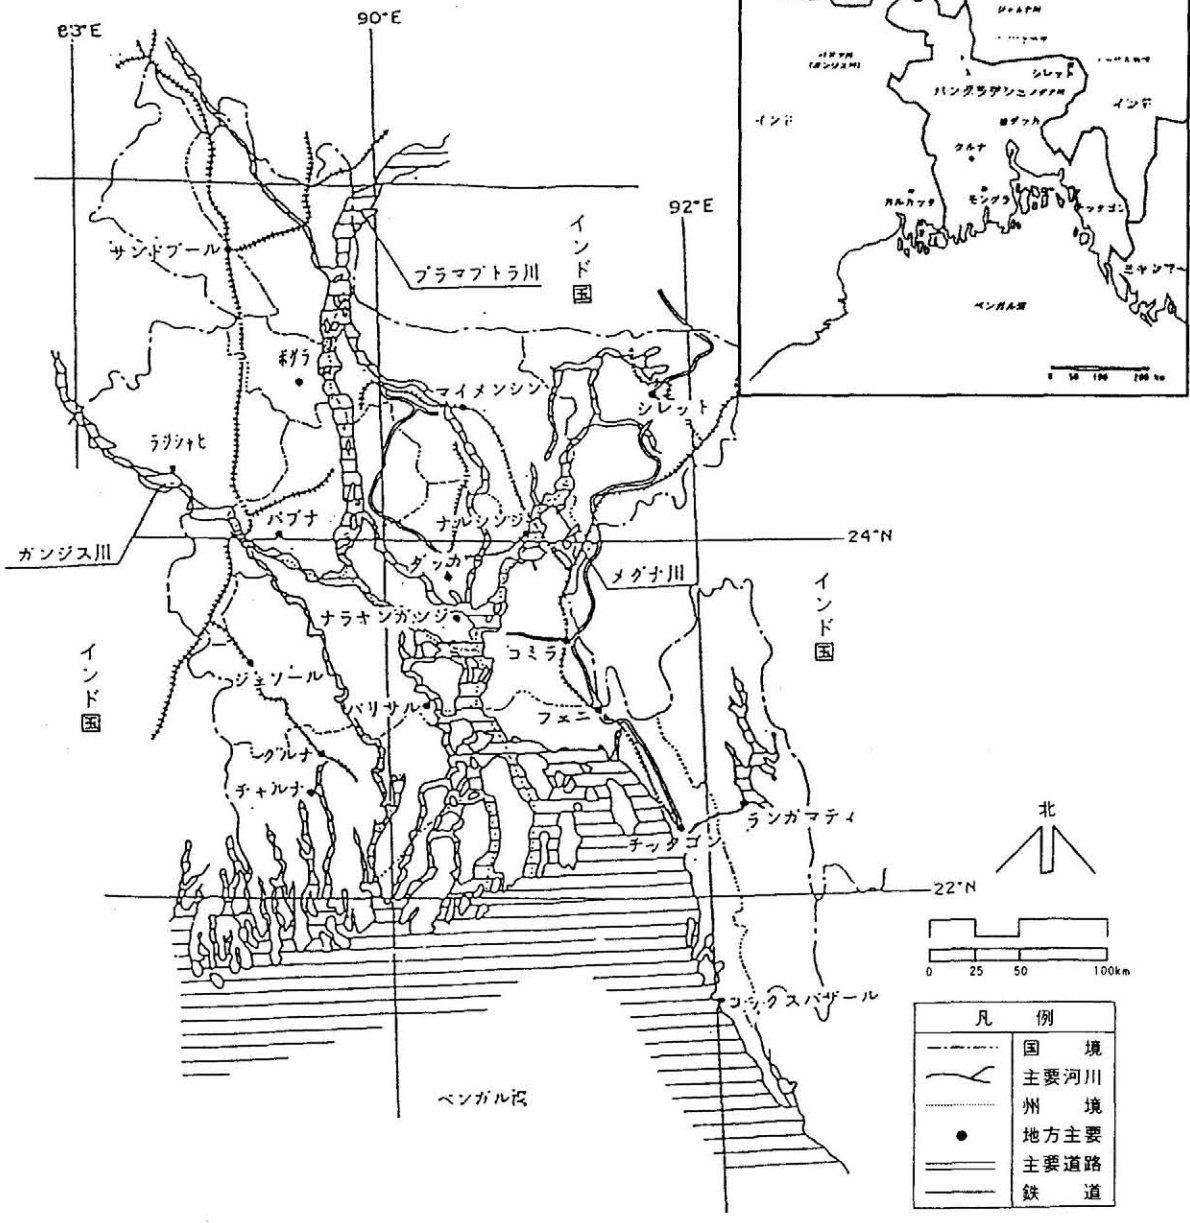 83°E
90°E
92°E
サンドプール
ブラマプトラ川
インド国
ボグラ
マイメンシン
シレット
ラジシャヒ
パブナ
ナルシンジ
24°N
ガンジス川
ダッカ
メグナ川
インド国
ナラキンガンジ
コミラ
インド国
ジェソール
バリサル
フェニ
クルナ
チャルナ
ランガマティ
チッタゴン
22°N
コックスバザール
ベンガル湾
北
0 25 50 100km
凡 例
国 境
主要河川
州 境
地方主要
主要道路
鉄 道
シレット
インド
インド
ダッカ
クルナ
カルカッタ
モングラ
チッタゴン
ミャンマー
ベンガル湾
0 50 100 200 km